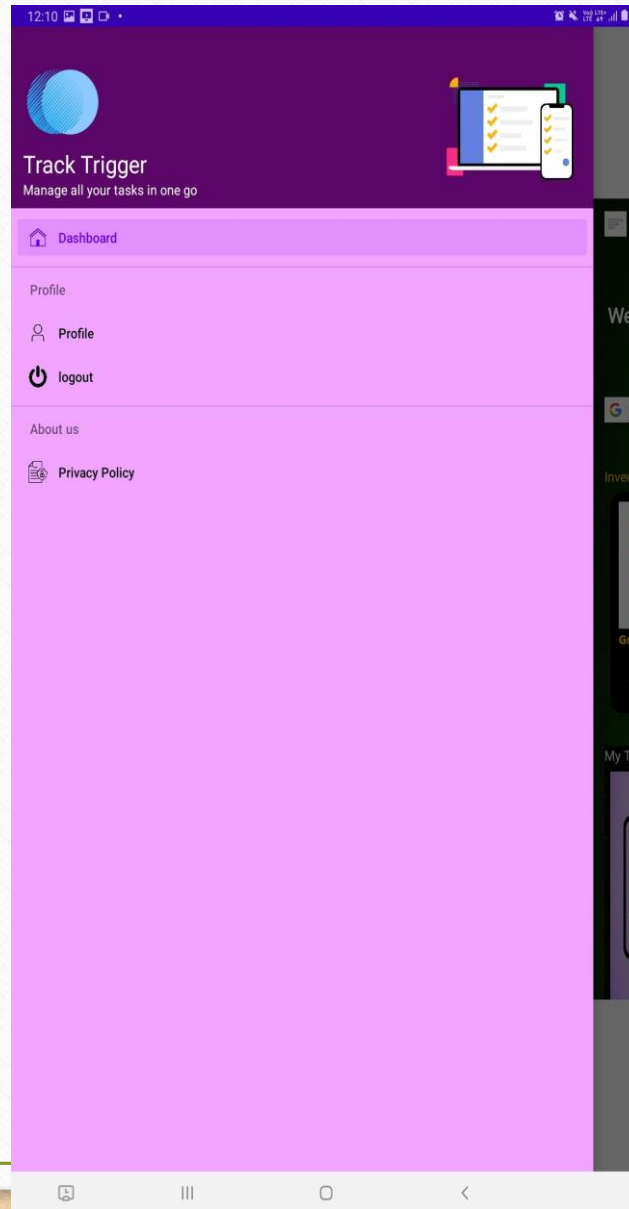 12:10
Track Trigger
Manage all your tasks in one go
Dashboard
Profile
Profile
logout
About us
Privacy Policy
We
Inve
G
My T